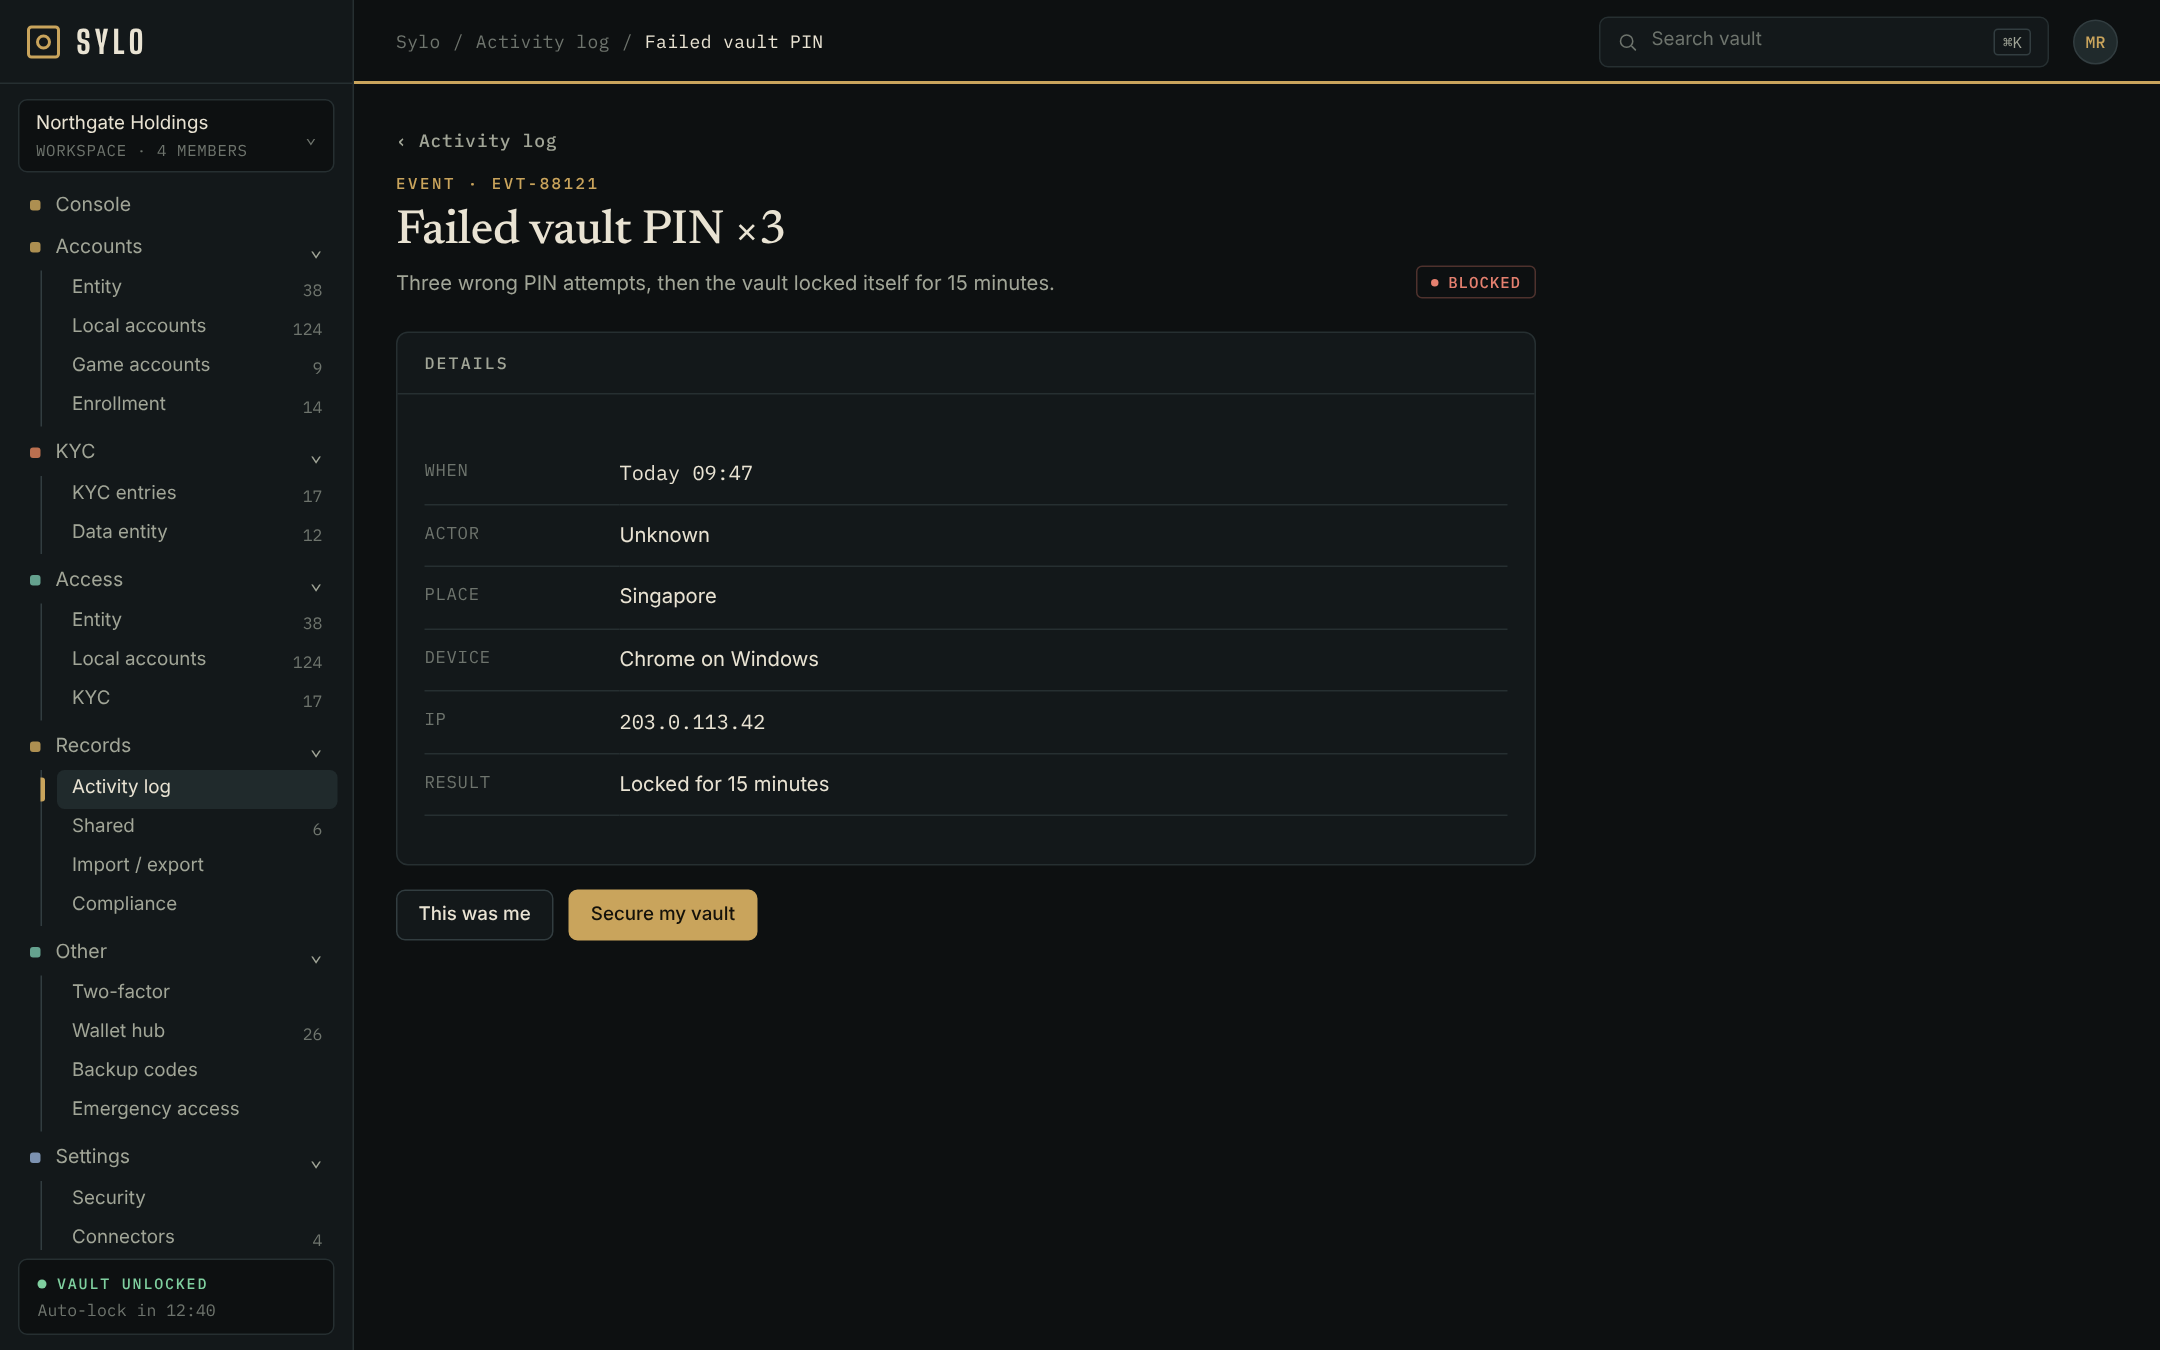 SYLO
Sylo / Activity log / Failed vault PIN
Search vault
⌘K
MR
Northgate Holdings
WORKSPACE · 4 MEMBERS
Console
Accounts
Entity 38
Local accounts 124
Game accounts 9
Enrollment 14
KYC
KYC entries 17
Data entity 12
Access
Entity 38
Local accounts 124
KYC 17
Records
Activity log
Shared 6
Import / export
Compliance
Other
Two-factor
Wallet hub 26
Backup codes
Emergency access
Settings
Security
Connectors 4
VAULT UNLOCKED
Auto-lock in 12:40
‹ Activity log
EVENT · EVT-88121
Failed vault PIN ×3
Three wrong PIN attempts, then the vault locked itself for 15 minutes.
BLOCKED
DETAILS
WHEN Today 09:47
ACTOR Unknown
PLACE Singapore
DEVICE Chrome on Windows
IP 203.0.113.42
RESULT Locked for 15 minutes
This was me
Secure my vault